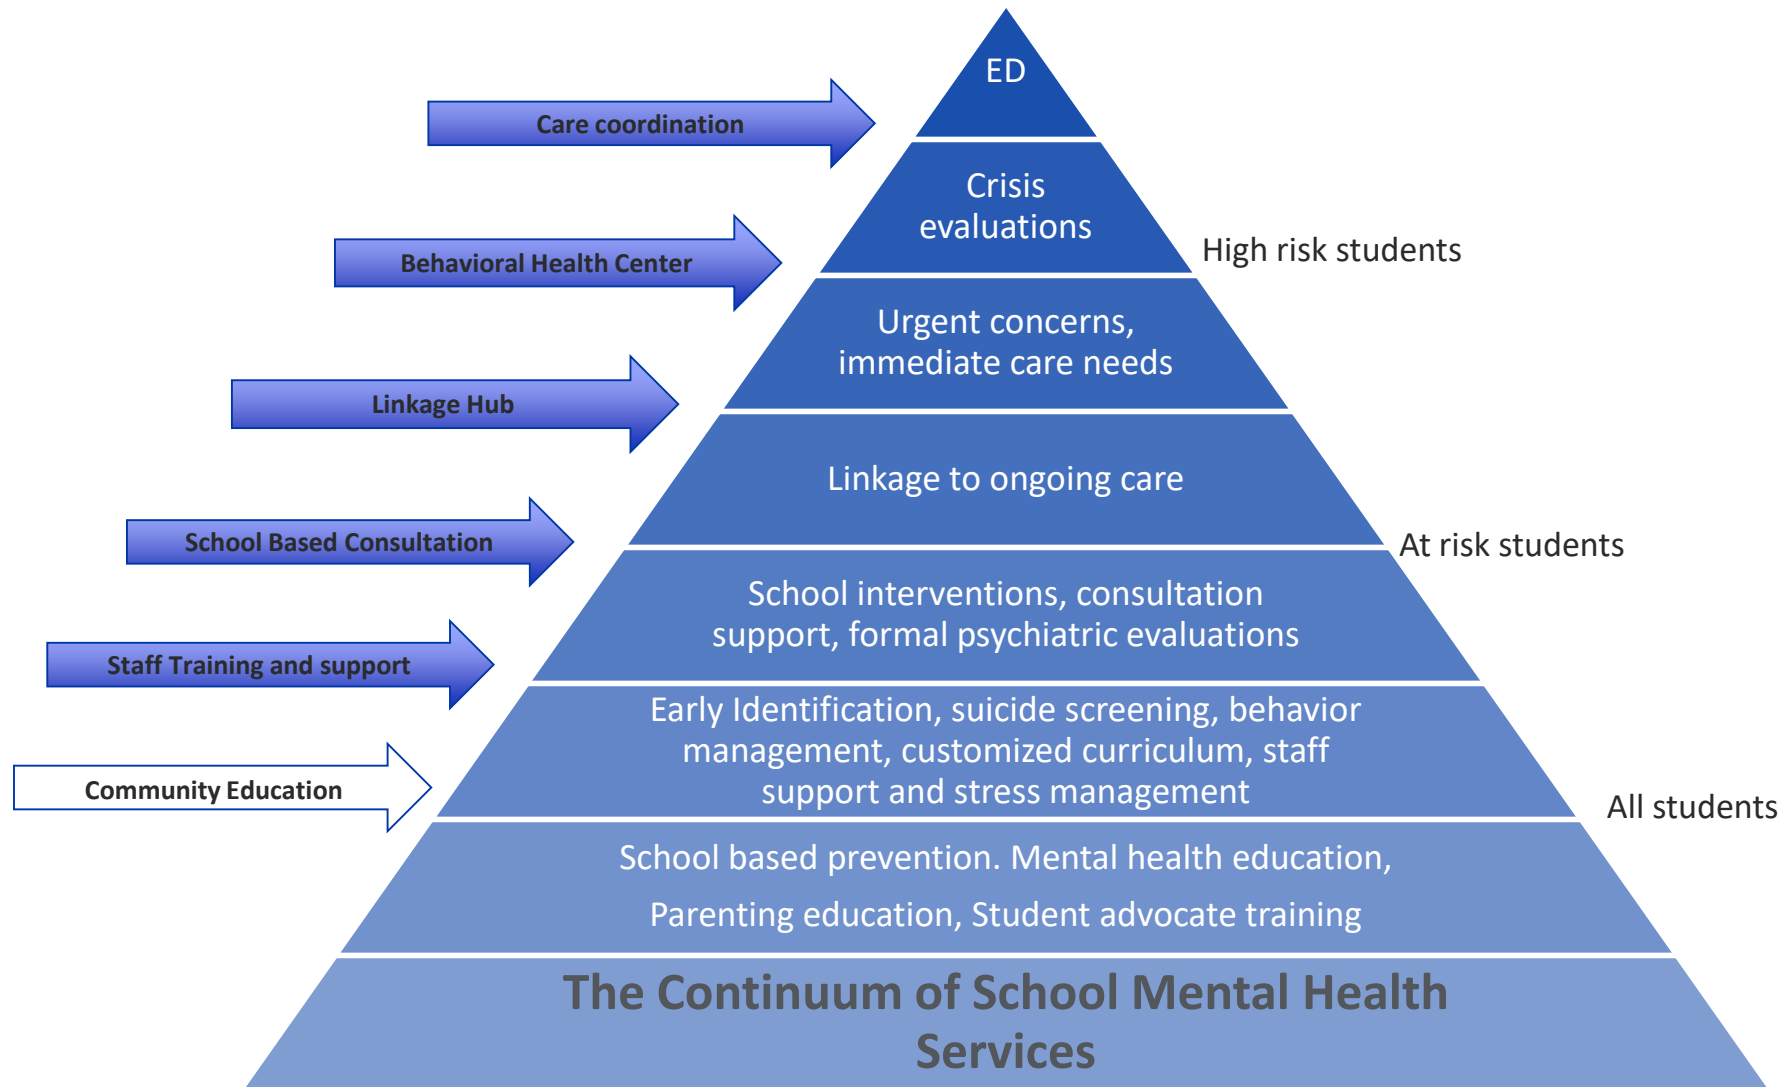 ED
Care coordination
Crisis
evaluations
High risk students
Behavioral Health Center
Urgent concerns,
immediate care needs
Linkage Hub
Linkage to ongoing care
School Based Consultation
At risk students
School interventions, consultation
support, formal psychiatric evaluations
Staff Training and support
Early Identification, suicide screening, behavior
management, customized curriculum, staff
support and stress management
Community Education
All students
School based prevention. Mental health education,
Parenting education, Student advocate training
The Continuum of School Mental Health
Services